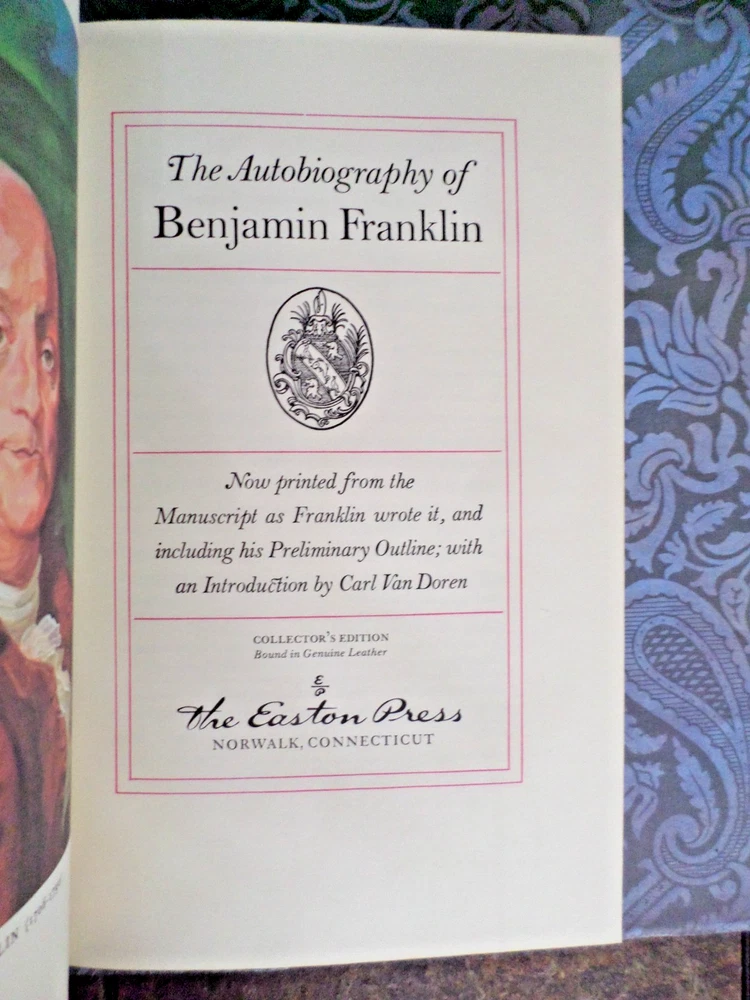 The Autobiography of
Benjamin Franklin
Now printed from the
Manuscript as Franklin wrote it, and
including his Preliminary Outline; with
an Introduction by Carl Van Doren
COLLECTOR'S EDITION
Bound in Genuine Leather
The Easton Press
NORWALK, CONNECTICUT